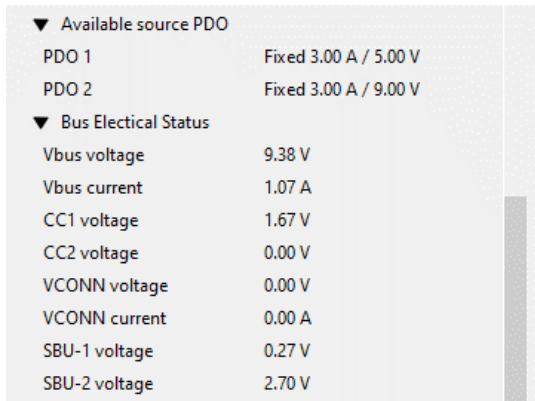 ▼ Available source PDO
PDO 1 Fixed 3.00 A / 5.00 V
PDO 2 Fixed 3.00 A / 9.00 V
▼ Bus Electical Status
Vbus voltage 9.38 V
Vbus current 1.07 A
CC1 voltage 1.67 V
CC2 voltage 0.00 V
VCONN voltage 0.00 V
VCONN current 0.00 A
SBU-1 voltage 0.27 V
SBU-2 voltage 2.70 V